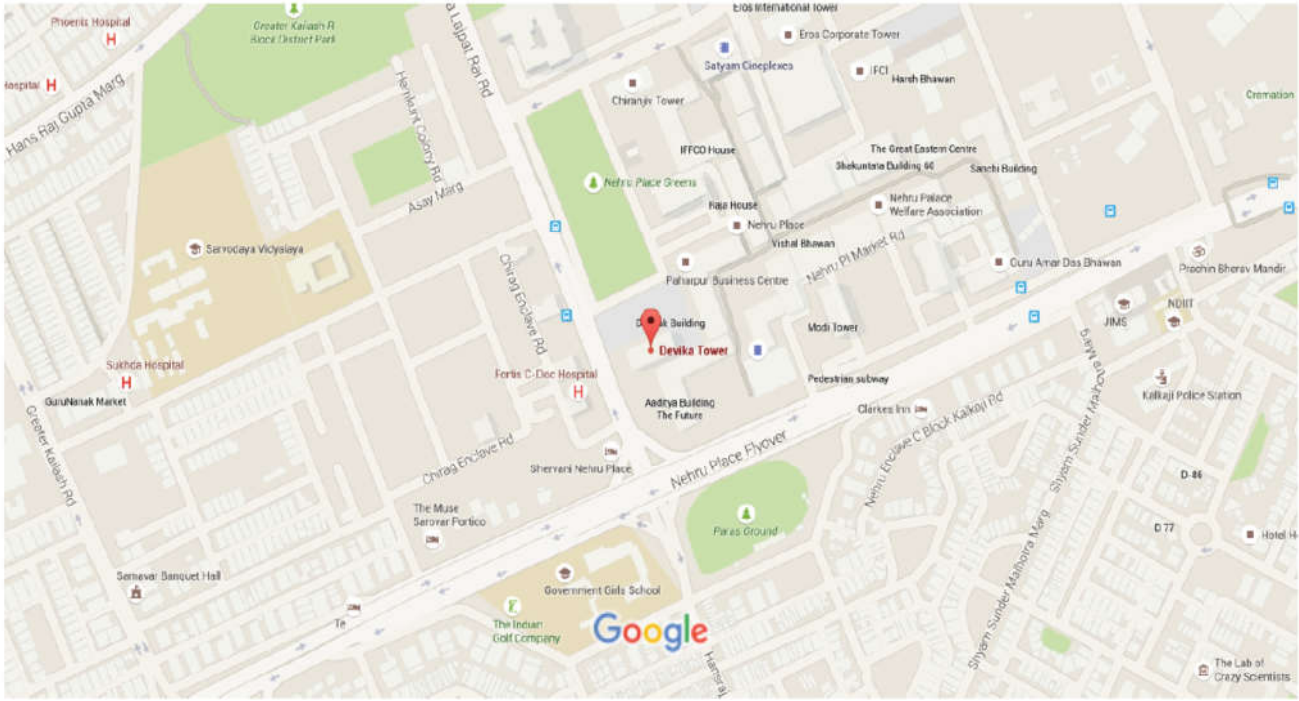 Phoenix Hospital
Hospital
Hans Raj Gupta Marg
Greater Kailash R
Block District Park
Hemkunt Colony Rd
a Lajpat Rai Rd
Asay Marg
Eros International Tower
Eros Corporate Tower
Satyam Cineplexes
IFCI
Harsh Bhawan
Chiranjiv Tower
Cremation
IFFCO House
The Great Eastern Centre
Shakuntala Building 60
Sanchi Building
Nehru Place Greens
Raja House
Nehru Palace
Welfare Association
Nehru Place
Vishal Bhawan
Nehru Pl Market Rd
Sarvodaya Vidyalaya
Chirag Enclave Rd
Paharpur Business Centre
Guru Amar Das Bhawan
Prachin Bherav Mandir
NDIIT
JIMS
Building
Modi Tower
Devika Tower
Sukhda Hospital
GuruNanak Market
Fortis C-Doc Hospital
Pedestrian subway
Kalkaji Police Station
Aaditya Building
The Future
Clarkes Inn
Greater Kailash Rd
Chirag Enclave Rd
Shervani Nehru Place
Nehru Place Flyover
Nehru Enclave C Block Kalkaji Rd
Shyam Sunder Malhotra Marg
D-86
The Muse
Sarovar Portico
Paras Ground
D 77
Hotel H
Samavar Banquet Hall
Government Girls School
Te
The Indian
Golf Company
Google
Hansraj
Shyam Sunder Malhotra Marg
The Lab of
Crazy Scientists